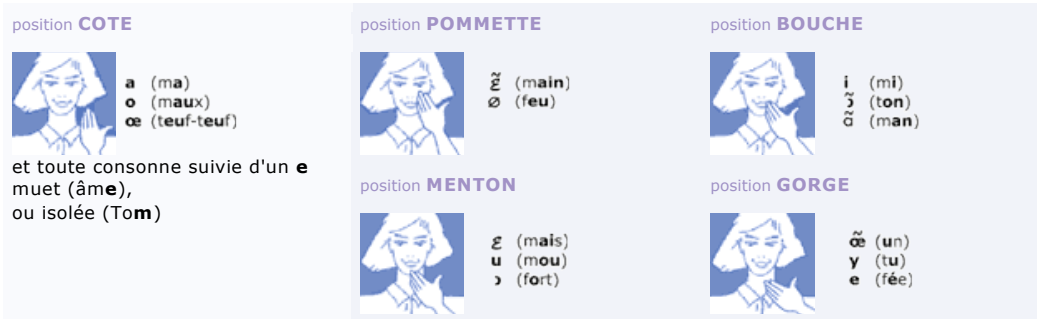 position COTE
a (ma)
o (maux)
œ (teuf-teuf)
et toute consonne suivie d'un e
muet (âme),
ou isolée (Tom)
position POMMETTE
ɛ̃ (main)
ø (feu)
position BOUCHE
i (mi)
ɔ̃ (ton)
ɑ̃ (man)
position MENTON
ɛ (mais)
u (mou)
ɔ (fort)
position GORGE
œ̃ (un)
y (tu)
e (fée)